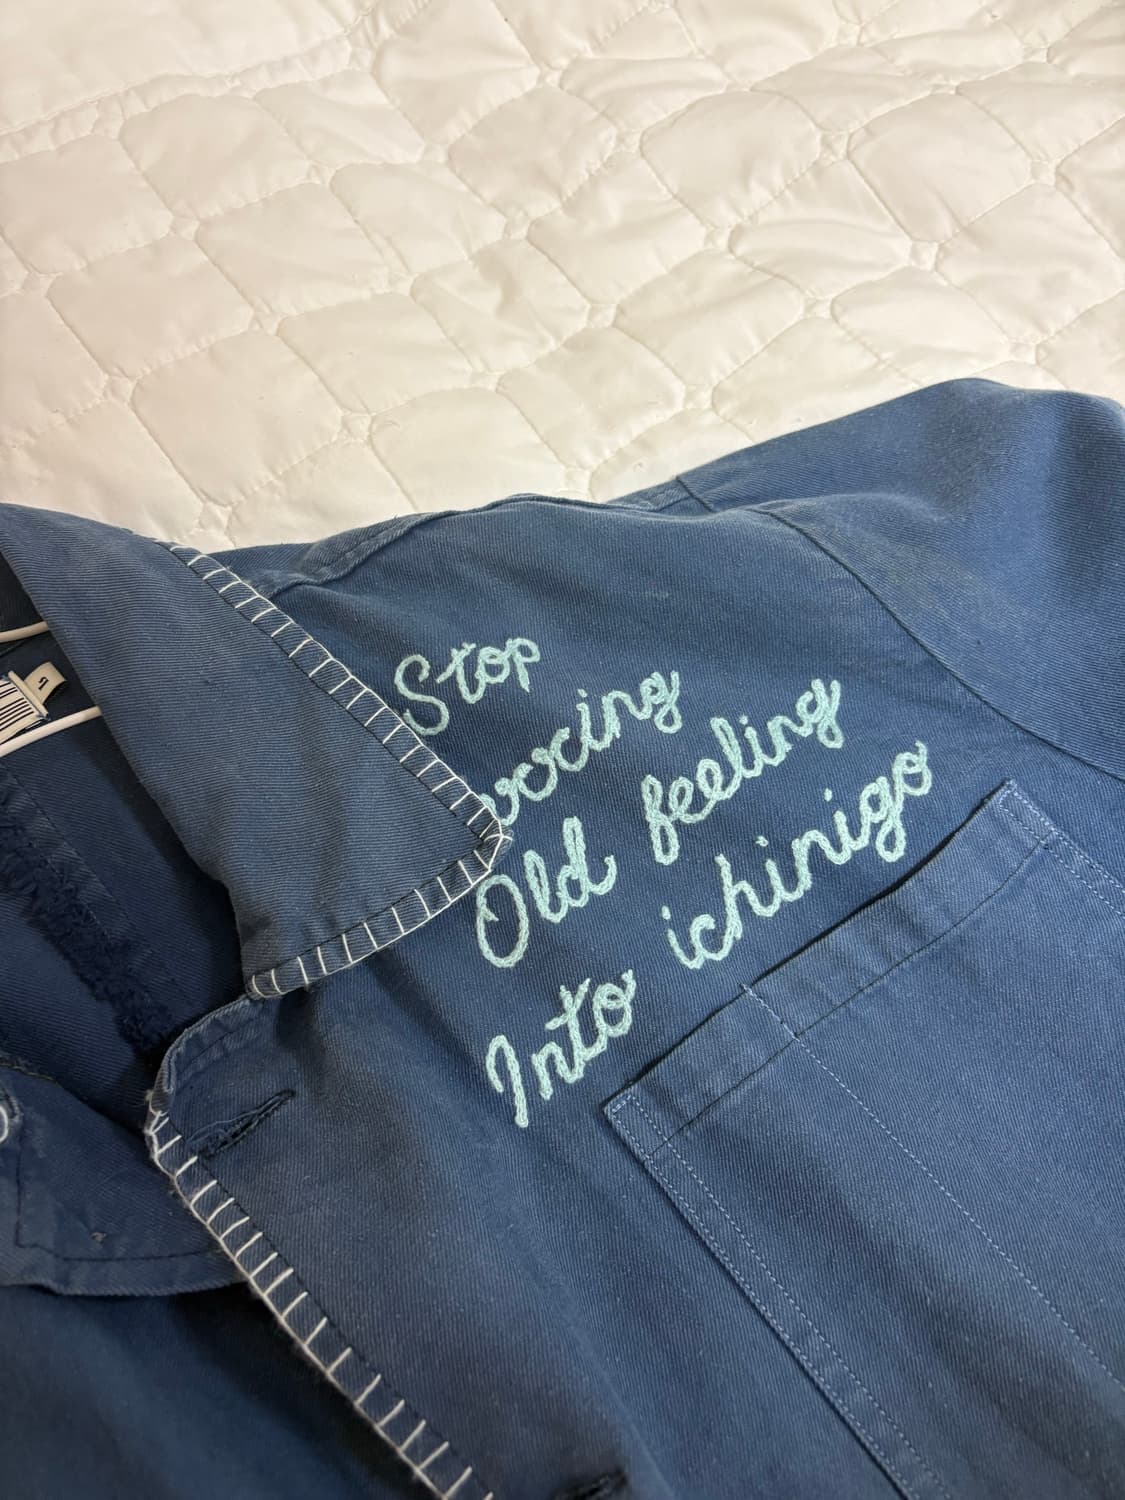 Stop
Old feeling
Into ichinigo